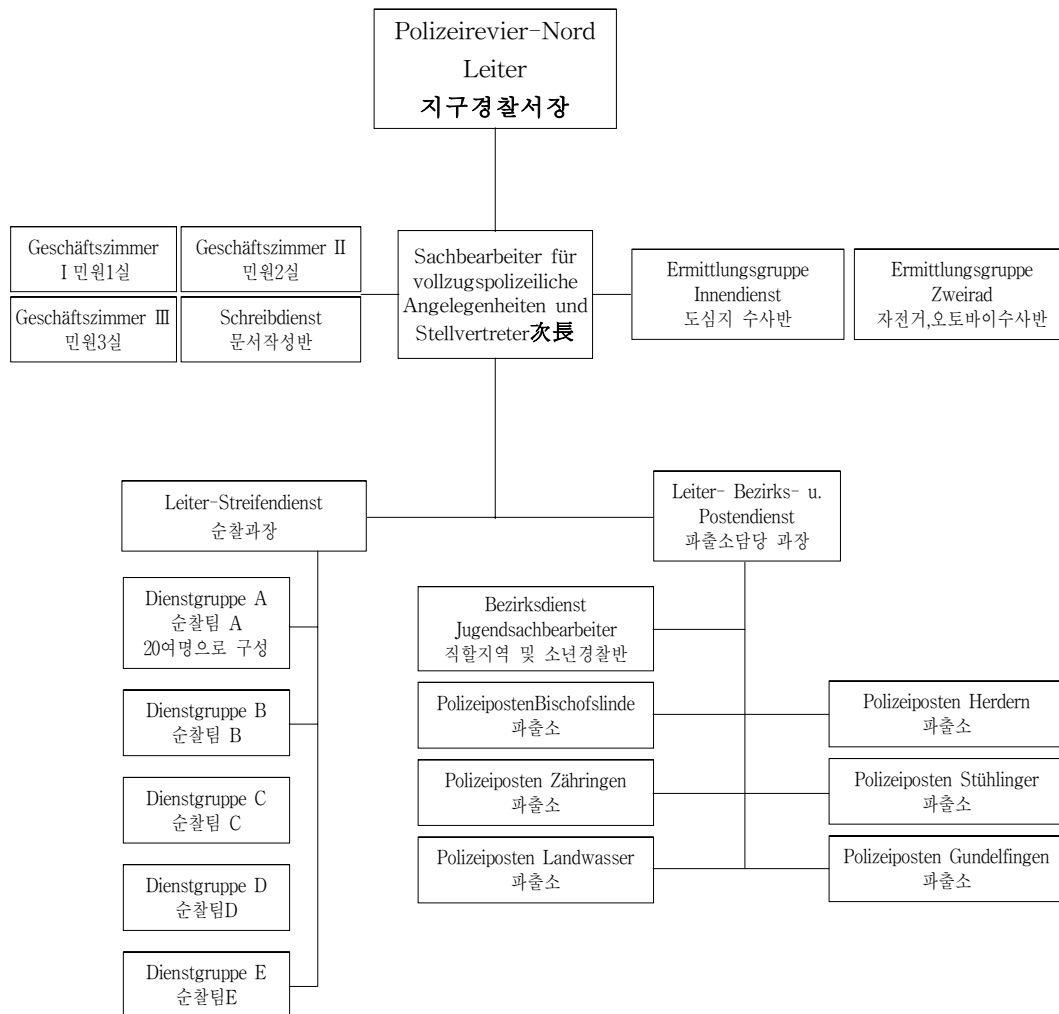 Polizeirevier-Nord
Leiter
지구경찰서장
Geschäftszimmer
Ⅰ 민원1실
Geschäftszimmer Ⅱ
민원2실
Geschäftszimmer Ⅲ
민원3실
Schreibdienst
문서작성반
Sachbearbeiter für
vollzugspolizeiliche
Angelegenheiten und
Stellvertreter次長
Ermittlungsgruppe
Innendienst
도심지 수사반
Ermittlungsgruppe
Zweirad
자전거,오토바이수사반
Leiter-Streifendienst
순찰과장
Leiter- Bezirks- u.
Postendienst
파출소담당 과장
Dienstgruppe A
순찰팀 A
20여명으로 구성
Dienstgruppe B
순찰팀 B
Dienstgruppe C
순찰팀 C
Dienstgruppe D
순찰팀D
Dienstgruppe E
순찰팀E
Bezirksdienst
Jugendsachbearbeiter
직할지역 및 소년경찰반
PolizeipostenBischofslinde
파출소
Polizeiposten Herdern
파출소
Polizeiposten Zähringen
파출소
Polizeiposten Stühlinger
파출소
Polizeiposten Landwasser
파출소
Polizeiposten Gundelfingen
파출소